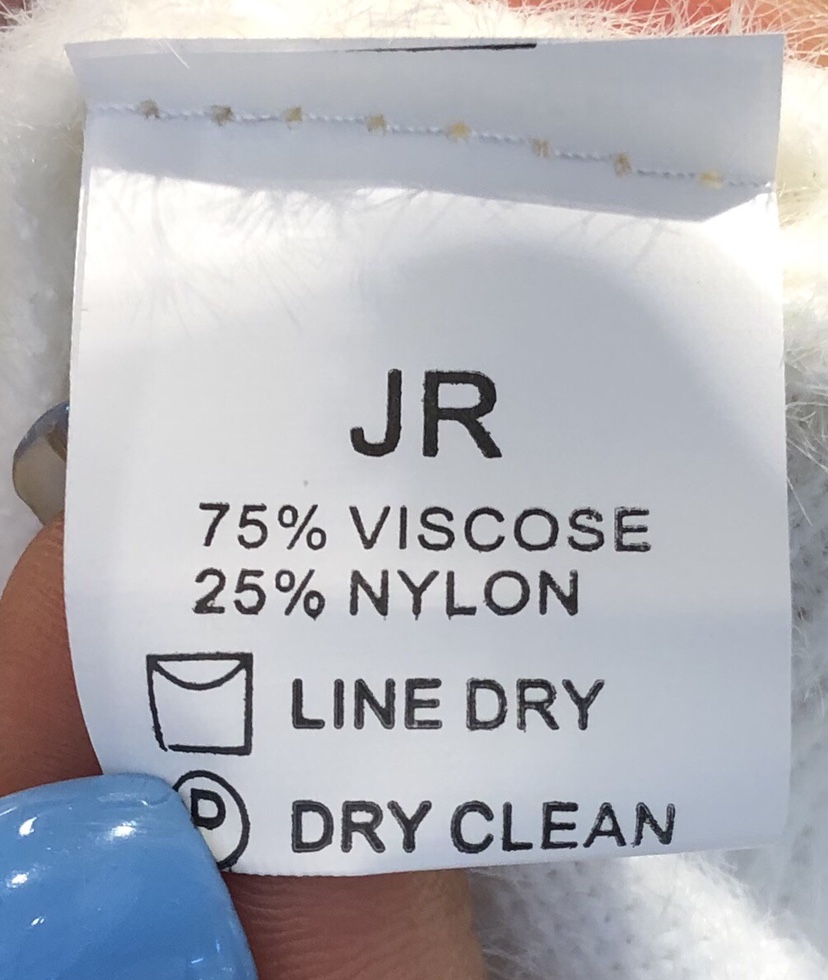 JR
75% VISCOSE
25% NYLON
LINE DRY
P DRY CLEAN